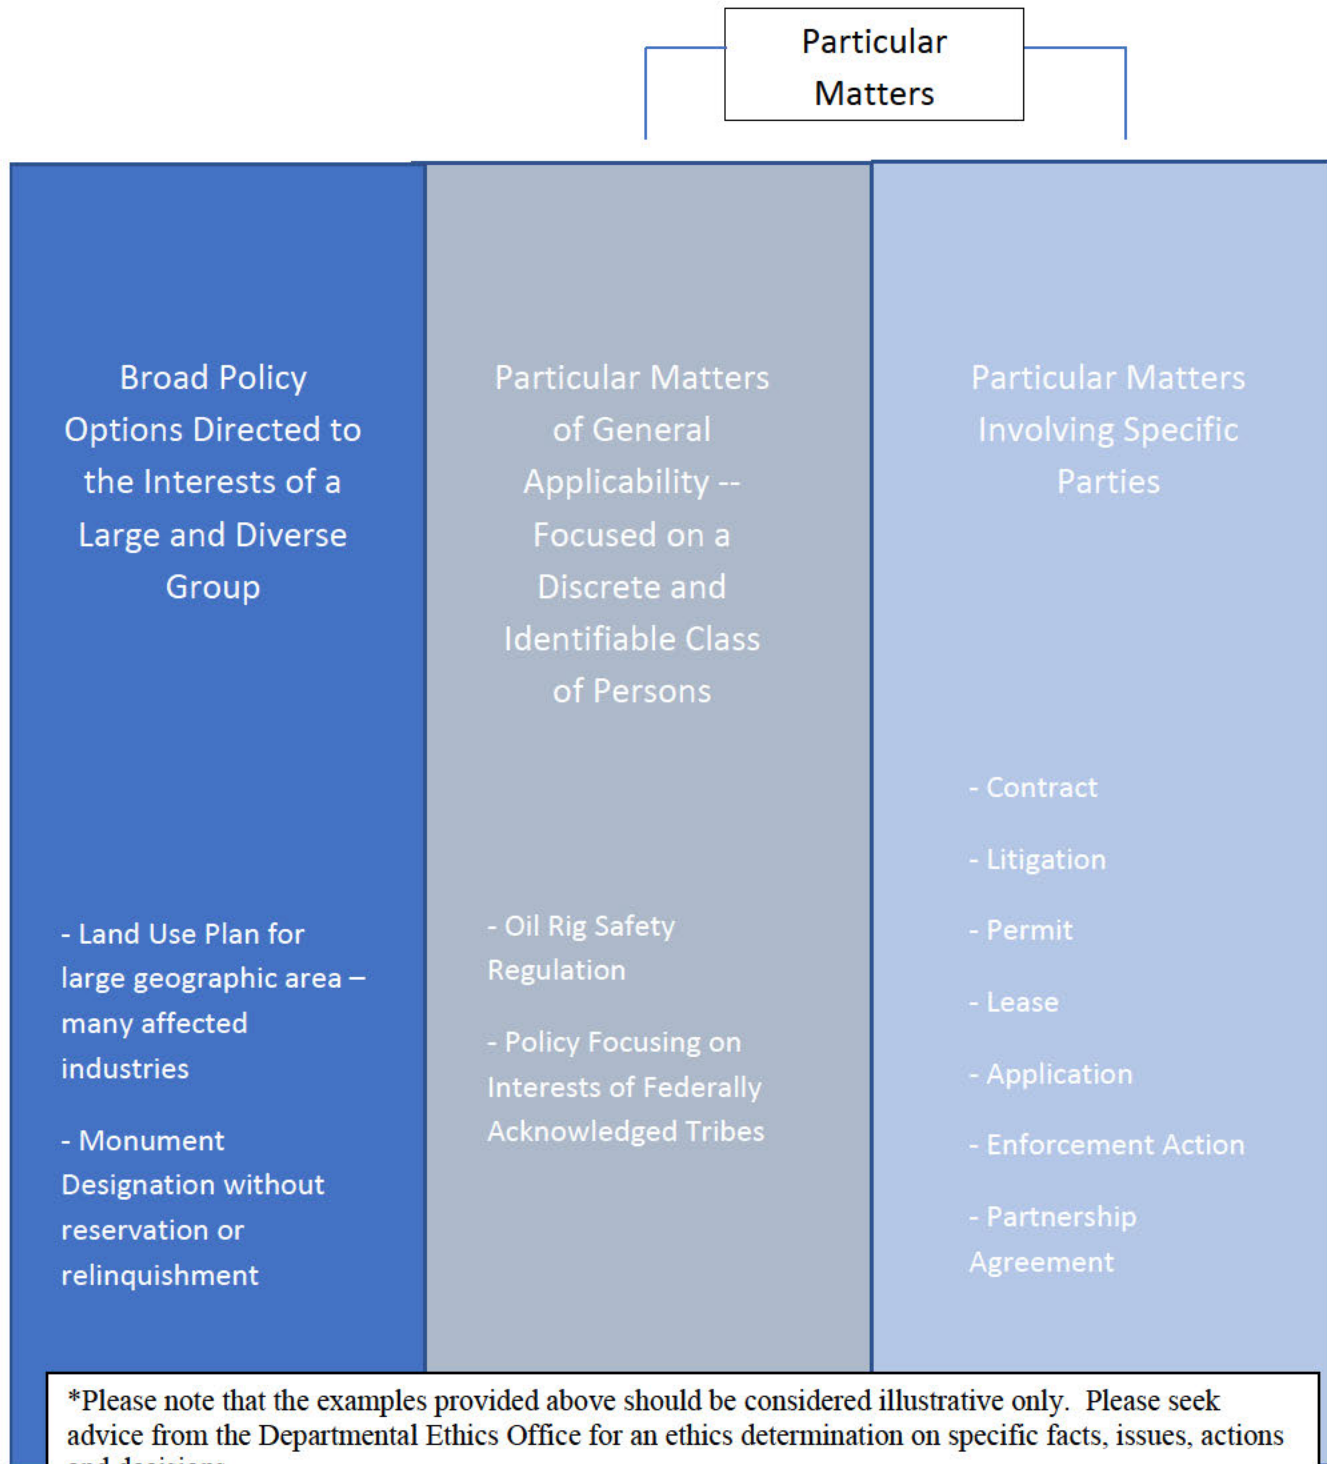 Particular
Matters
Broad Policy
Options Directed to
the Interests of a
Large and Diverse
Group
- Land Use Plan for
large geographic area –
many affected
industries
- Monument
Designation without
reservation or
relinquishment
Particular Matters
of General
Applicability --
Focused on a
Discrete and
Identifiable Class
of Persons
- Oil Rig Safety
Regulation
- Policy Focusing on
Interests of Federally
Acknowledged Tribes
Particular Matters
Involving Specific
Parties
- Contract
- Litigation
- Permit
- Lease
- Application
- Enforcement Action
- Partnership
Agreement
*Please note that the examples provided above should be considered illustrative only.  Please seek
advice from the Departmental Ethics Office for an ethics determination on specific facts, issues, actions
and decisions